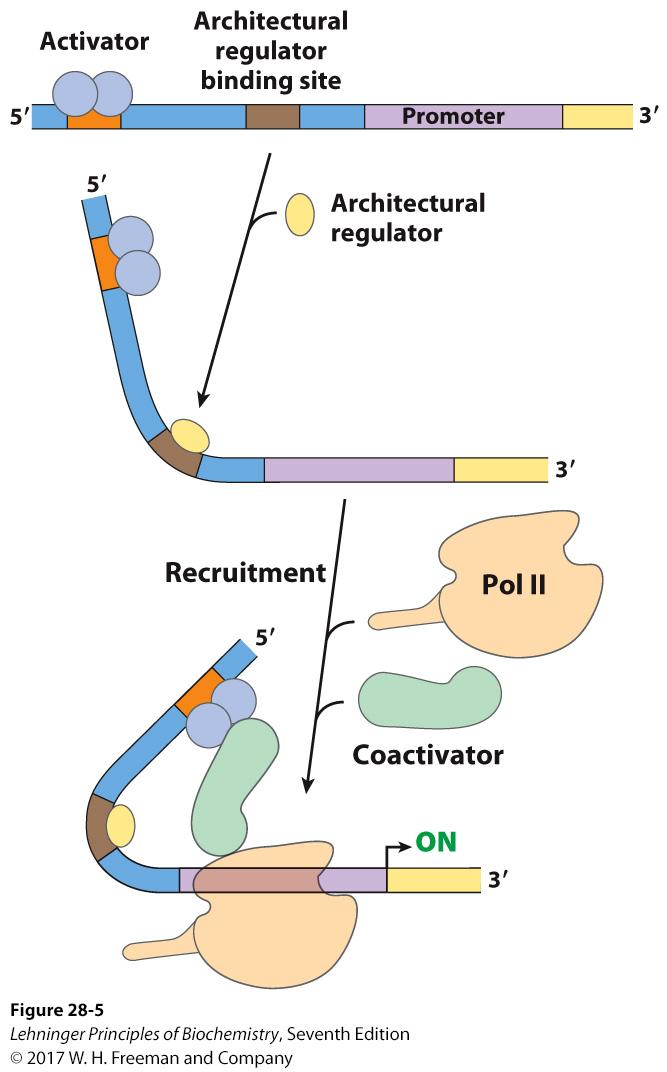 Activator
Architectural
regulator
binding site
5′
Promoter
3′
5′
Architectural
regulator
3′
Recruitment
Pol II
5′
Coactivator
ON
3′
Figure 28-5
Lehninger Principles of Biochemistry, Seventh Edition
© 2017 W. H. Freeman and Company